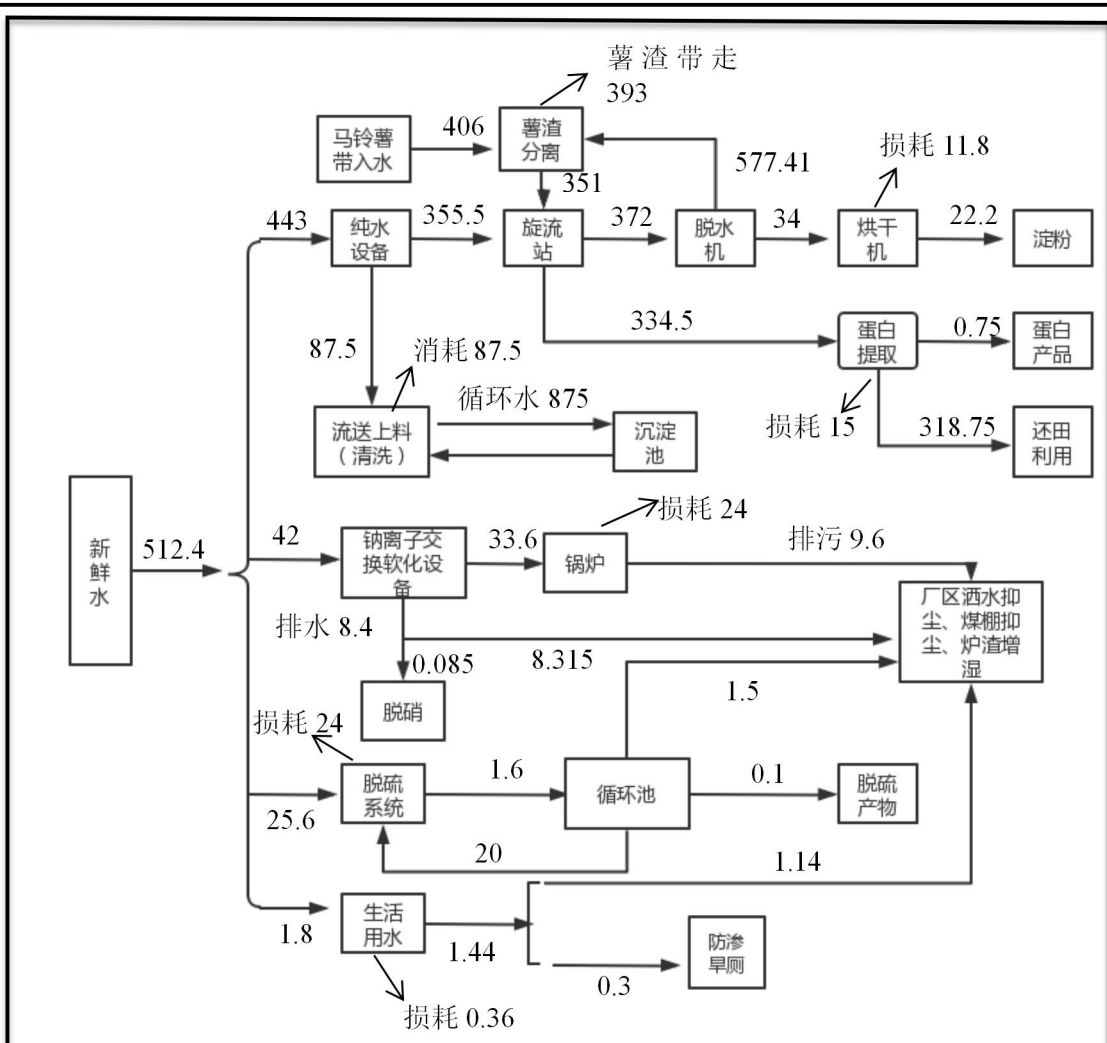 薯渣带走
393
马铃薯
带入水
406
薯渣
分离
577.41
损耗 11.8
351
443
纯水
设备
355.5
旋流
站
372
脱水
机
34
烘干
机
22.2
淀粉
334.5
蛋白
提取
0.75
蛋白
产品
87.5
消耗 87.5
循环水 875
流送上料
（清洗）
沉淀
池
损耗 15
318.75
还田
利用
新
鲜
水
512.4
42
钠离子交
换软化设
备
33.6
损耗 24
锅炉
排污 9.6
厂区洒水抑
尘、煤棚抑
尘、炉渣增
湿
排水 8.4
0.085
8.315
脱硝
1.5
损耗 24
25.6
脱硫
系统
1.6
循环池
0.1
脱硫
产物
20
1.14
1.8
生活
用水
1.44
0.3
防渗
旱厕
损耗 0.36